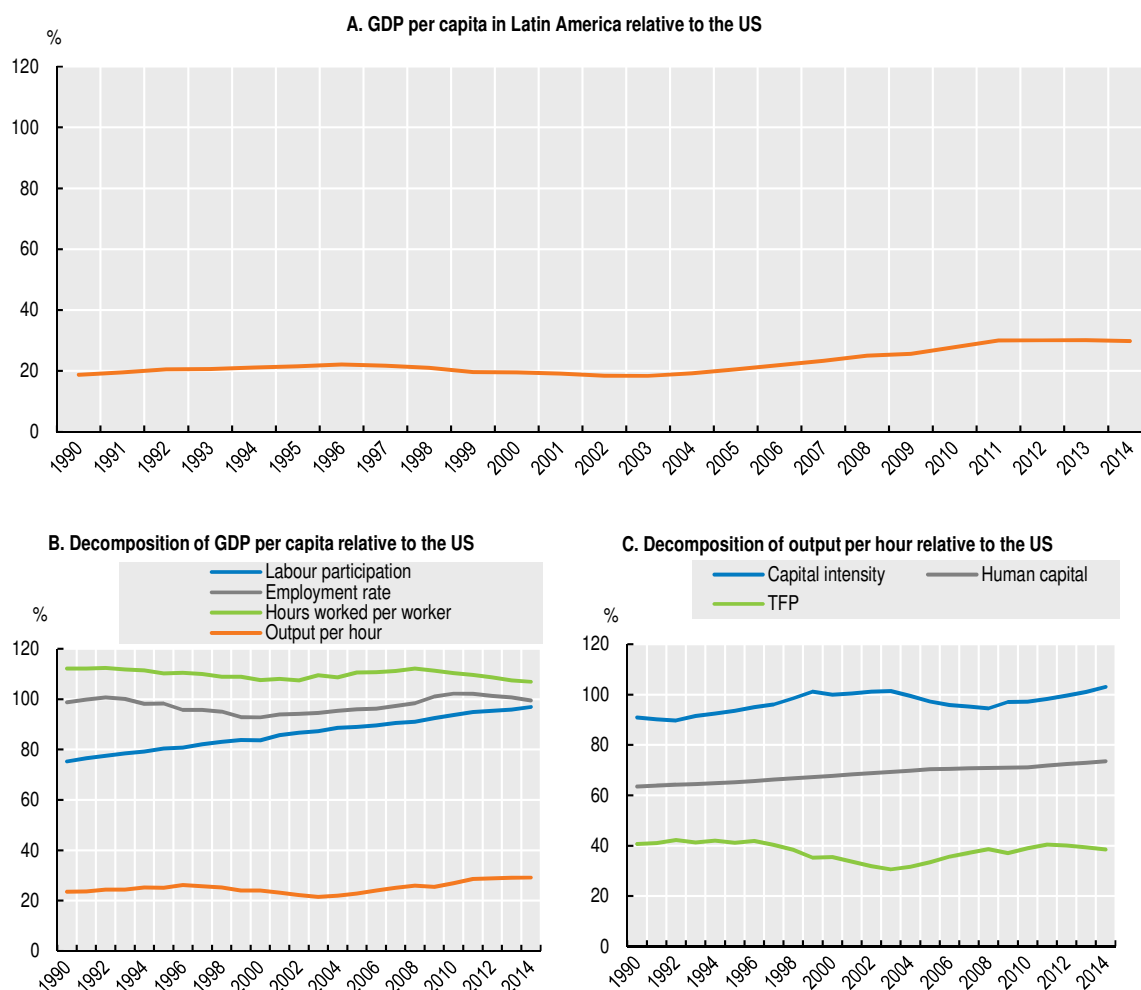 A. GDP per capita in Latin America relative to the US
%
120
100
80
60
40
20
0
1990 1991 1992 1993 1994 1995 1996 1997 1998 1999 2000 2001 2002 2003 2004 2005 2006 2007 2008 2009 2010 2011 2012 2013 2014
B. Decomposition of GDP per capita relative to the US
Labour participation
Employment rate
Hours worked per worker
Output per hour
%
120
100
80
60
40
20
0
1990 1992 1994 1996 1998 2000 2002 2004 2006 2008 2010 2012 2014
C. Decomposition of output per hour relative to the US
Capital intensity Human capital
TFP
%
120
100
80
60
40
20
0
1990 1992 1994 1996 1998 2000 2002 2004 2006 2008 2010 2012 2014